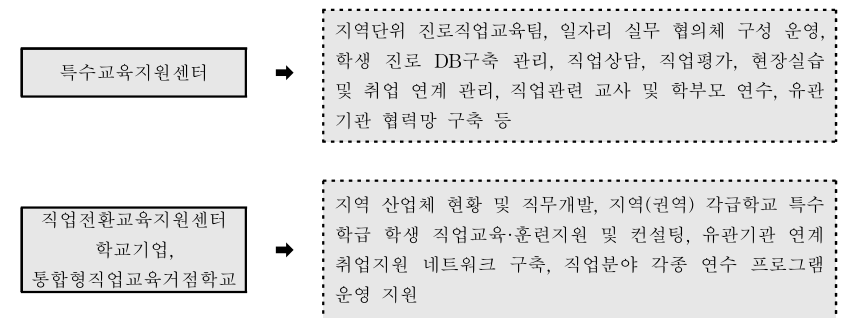 특수교육지원센터
➡
지역단위 진로직업교육팀, 일자리 실무 협의체 구성 운영,
학생 진로 DB구축 관리, 직업상담, 직업평가, 현장실습
및 취업 연계 관리, 직업관련 교사 및 학부모 연수, 유관
기관 협력망 구축 등
직업전환교육지원센터
학교기업,
통합형직업교육거점학교
➡
지역 산업체 현황 및 직무개발, 지역(권역) 각급학교 특수
학급 학생 직업교육·훈련지원 및 컨설팅, 유관기관 연계
취업지원 네트워크 구축, 직업분야 각종 연수 프로그램
운영 지원